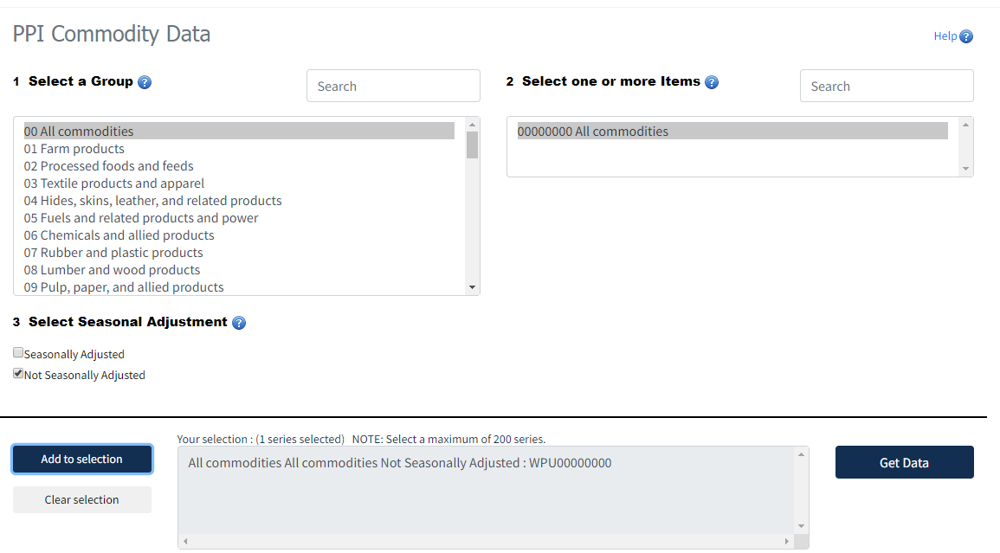 PPI Commodity Data
Help ?
1 Select a Group ?
Search
00 All commodities
01 Farm products
02 Processed foods and feeds
03 Textile products and apparel
04 Hides, skins, leather, and related products
05 Fuels and related products and power
06 Chemicals and allied products
07 Rubber and plastic products
08 Lumber and wood products
09 Pulp, paper, and allied products
2 Select one or more Items ?
Search
00000000 All commodities
3 Select Seasonal Adjustment ?
Seasonally Adjusted
Not Seasonally Adjusted
Add to selection
Clear selection
Your selection : (1 series selected) NOTE: Select a maximum of 200 series.
All commodities All commodities Not Seasonally Adjusted : WPU00000000
Get Data